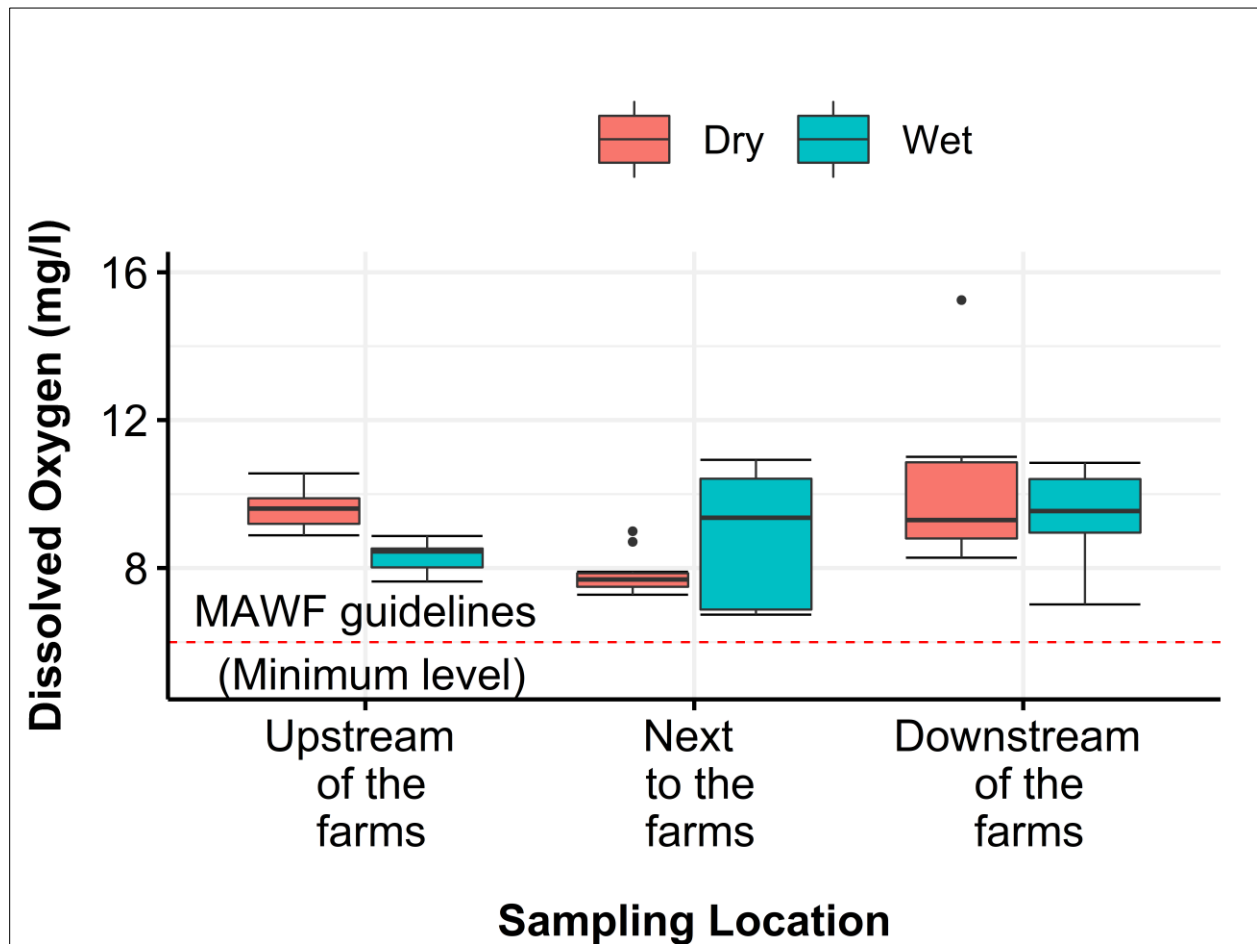 Dry Wet
Dissolved Oxygen (mg/l)
16
12
8
MAWF guidelines
(Minimum level)
Upstream
of the
farms
Next
to the
farms
Downstream
of the
farms
Sampling Location